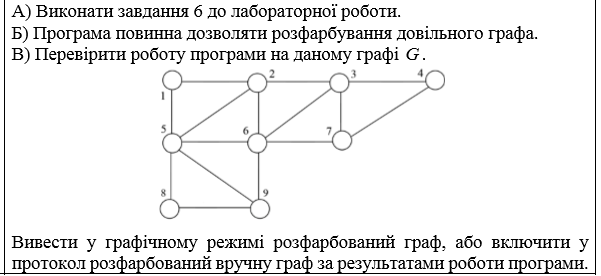 А) Виконати завдання 6 до лабораторної роботи.
Б) Програма повинна дозволяти розфарбування довільного графа.
В) Перевірити роботу програми на даному графі G.
1 2 3 4
5 6 7
8 9
Вивести у графічному режимі розфарбований граф, або включити у
протокол розфарбований вручну граф за результатами роботи програми.